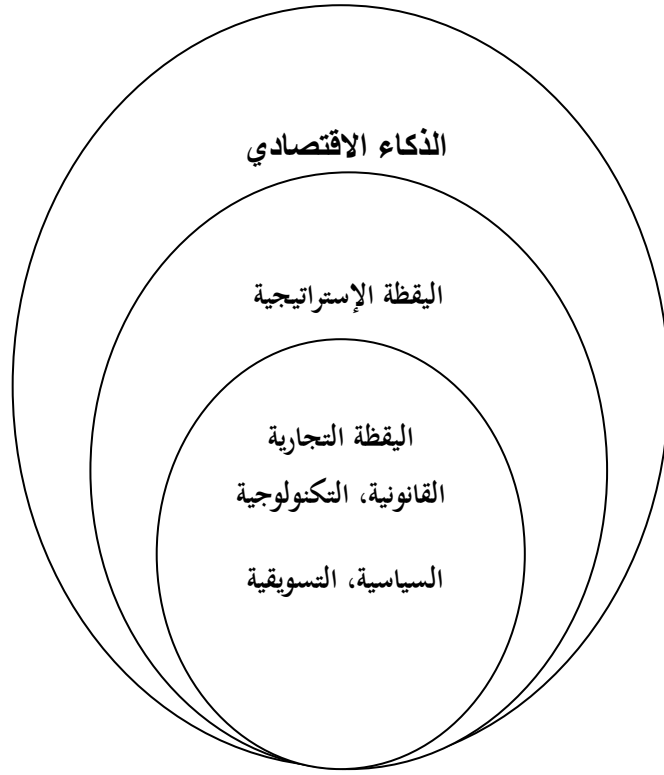 الذكاء الاقتصادي
اليقظة الإستراتيجية
اليقظة التجارية
القانونية، التكنولوجية
السياسية، التسويقية